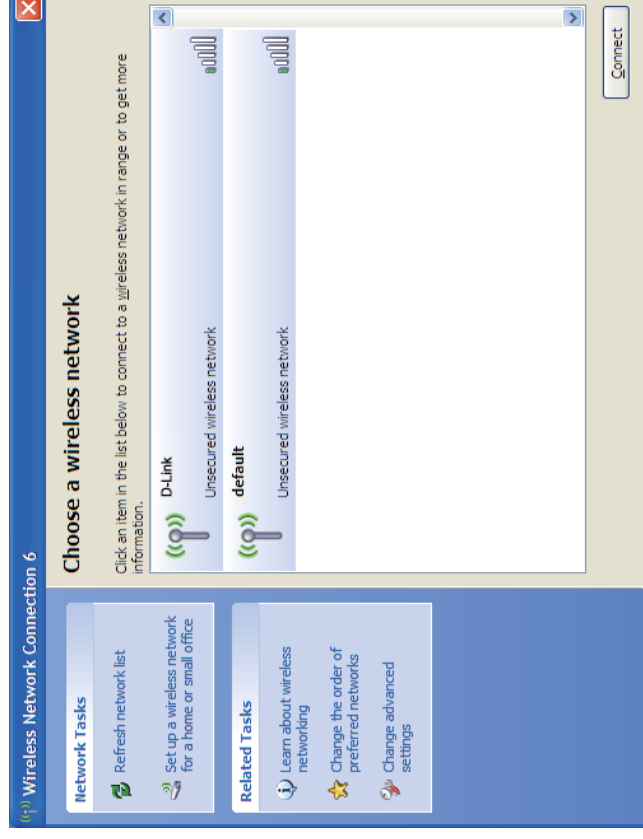 Wireless Network Connection 6
Network Tasks
Refresh network list
Set up a wireless network
for a home or small office
Related Tasks
Learn about wireless
networking
Change the order of
preferred networks
Change advanced
settings
Choose a wireless network
Click an item in the list below to connect to a wireless network in range or to get more
information.
D-Link
Unsecured wireless network
default
Unsecured wireless network
Connect